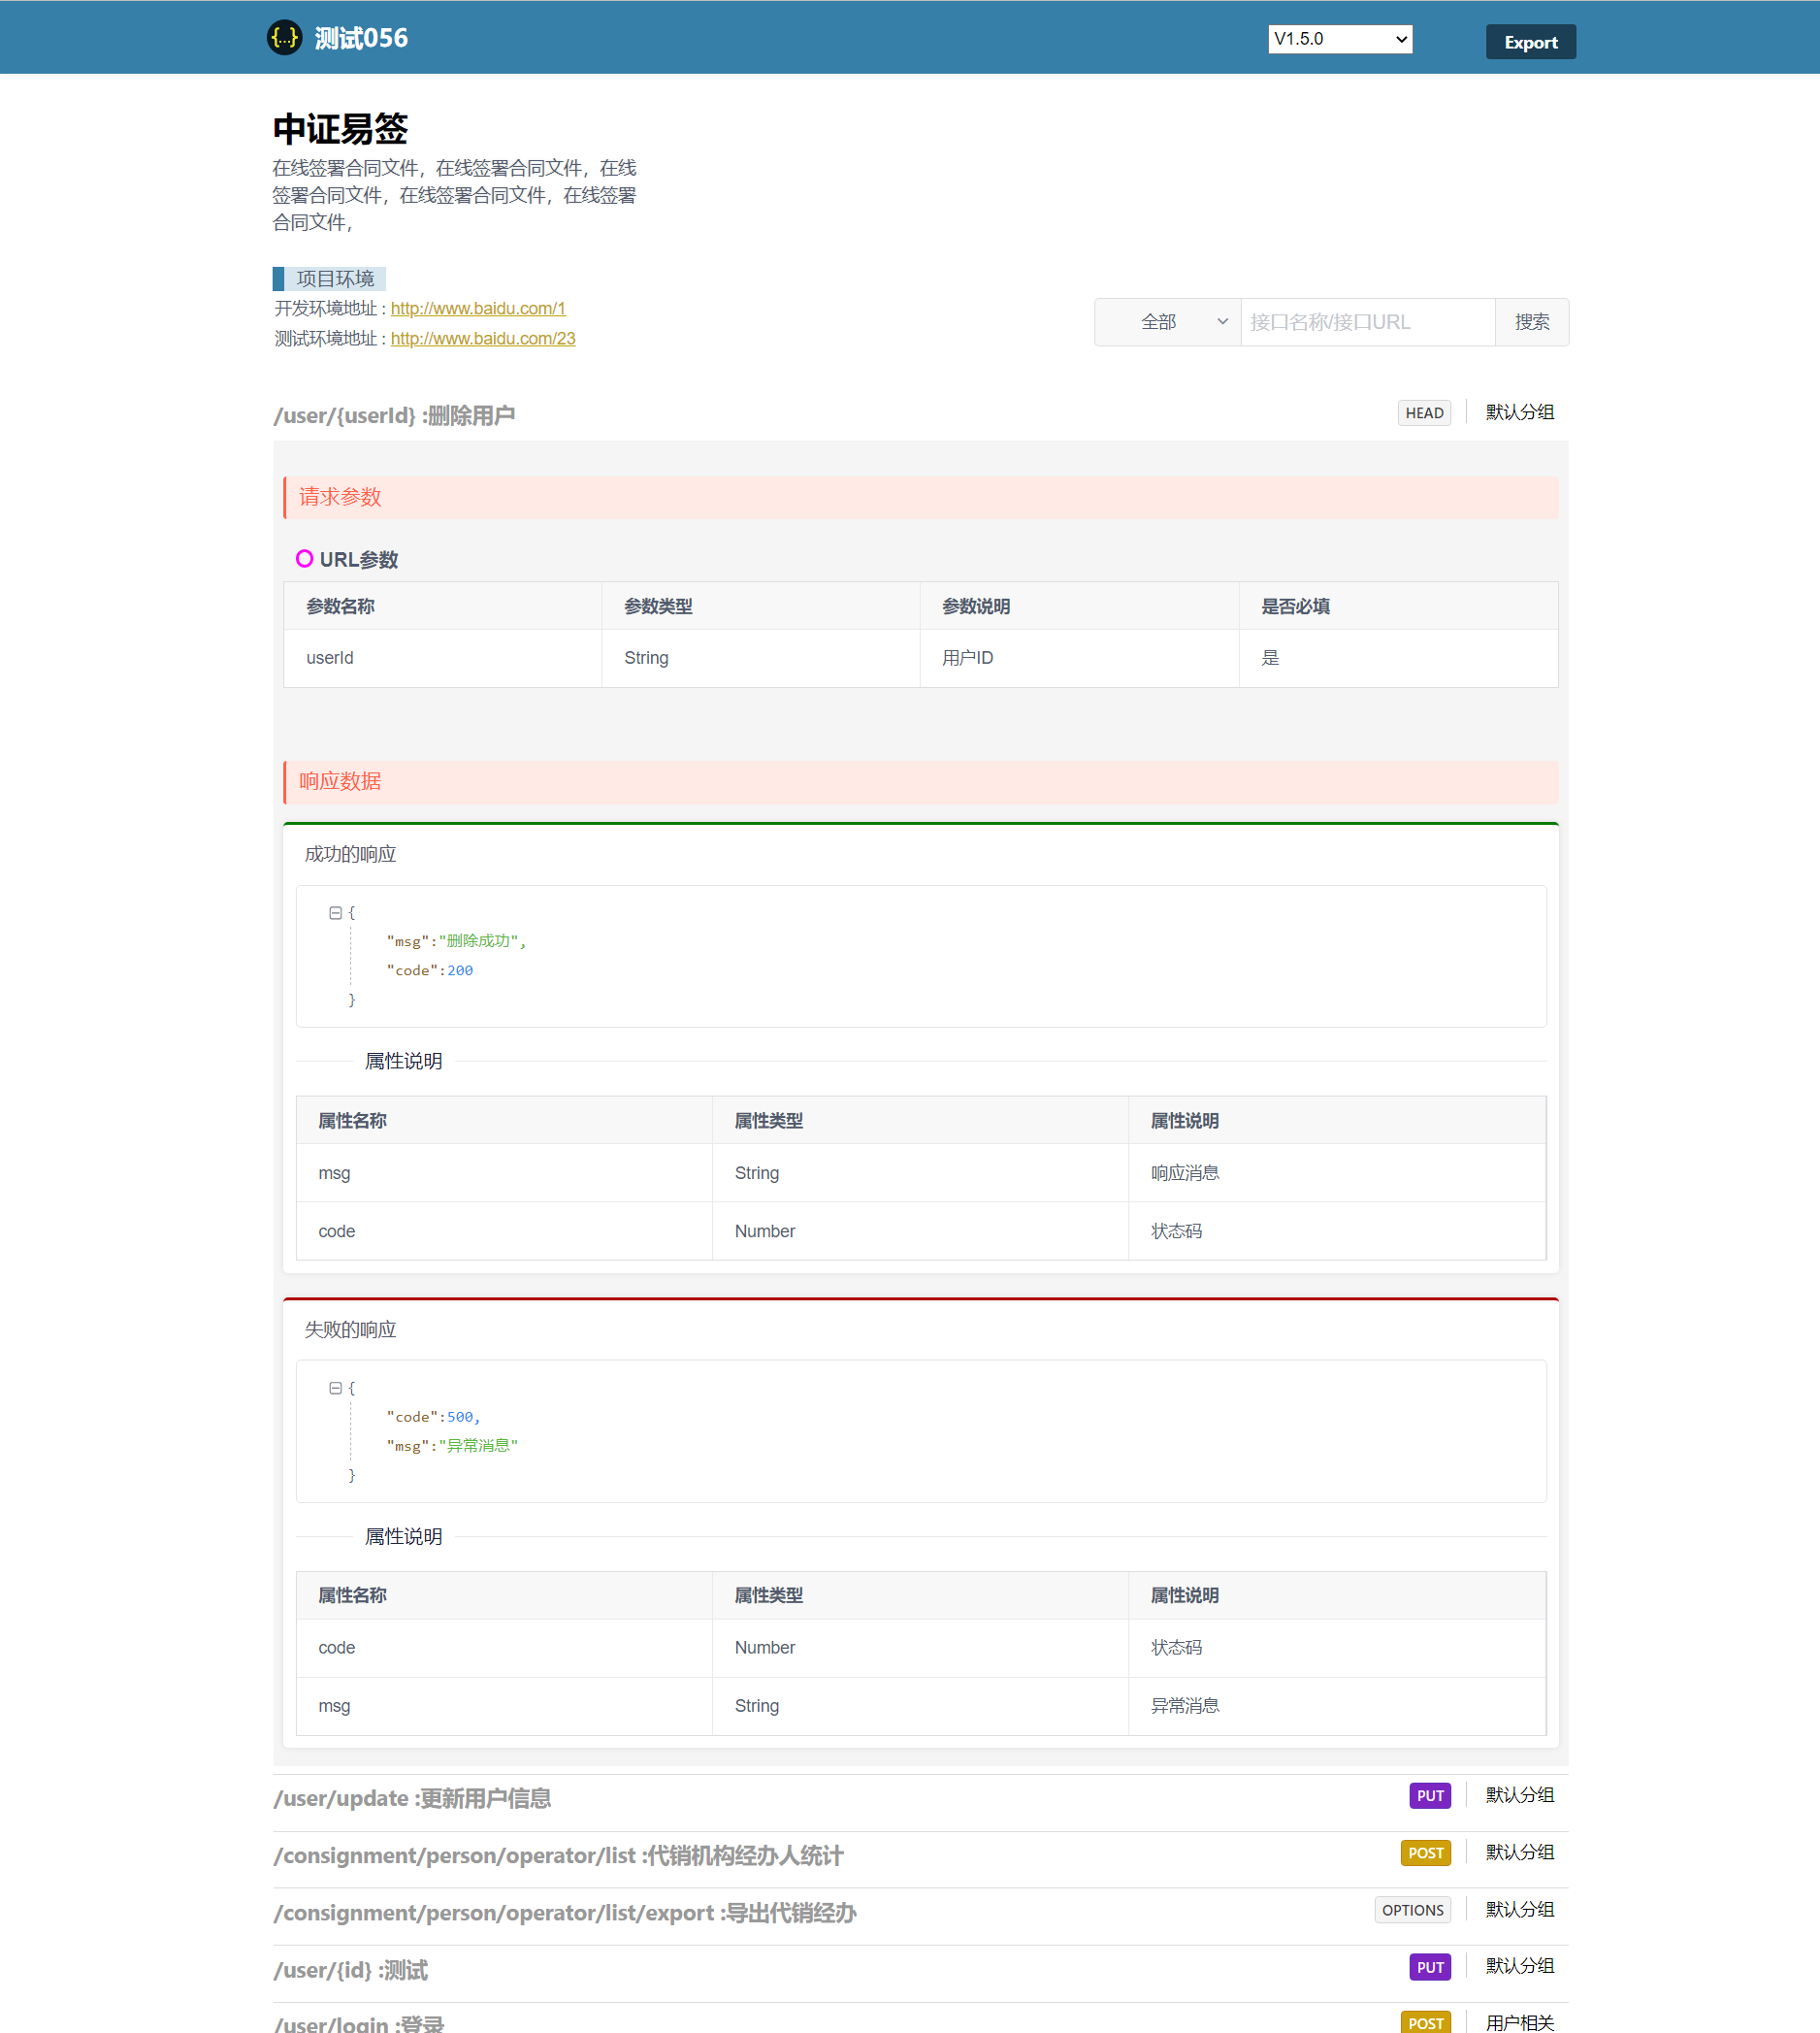 {...} 测试056
V1.5.0
Export
中证易签
在线签署合同文件，在线签署合同文件，在线
签署合同文件，在线签署合同文件，在线签署
合同文件，
项目环境
开发环境地址 : http://www.baidu.com/1
测试环境地址 : http://www.baidu.com/23
全部 接口名称/接口URL 搜索
/user/{userId} :删除用户 HEAD 默认分组
请求参数
URL参数
参数名称 参数类型 参数说明 是否必填
userId String 用户ID 是
响应数据
成功的响应
{
"msg":"删除成功",
"code":200
}
属性说明
属性名称 属性类型 属性说明
msg String 响应消息
code Number 状态码
失败的响应
{
"code":500,
"msg":"异常消息"
}
属性说明
属性名称 属性类型 属性说明
code Number 状态码
msg String 异常消息
/user/update :更新用户信息 PUT 默认分组
/consignment/person/operator/list :代销机构经办人统计 POST 默认分组
/consignment/person/operator/list/export :导出代销经办 OPTIONS 默认分组
/user/{id} :测试 PUT 默认分组
/user/login :登录 POST 用户相关